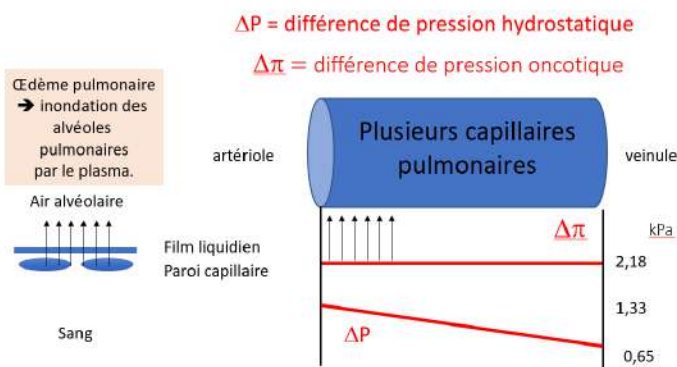 ΔP = différence de pression hydrostatique
Δπ = différence de pression oncotique
Œdème pulmonaire
➔ inondation des
alvéoles
pulmonaires
par le plasma.
Air alvéolaire
Film liquidien
Paroi capillaire
Sang
artériole
Plusieurs capillaires
pulmonaires
veinule
Δπ
kPa
2,18
1,33
ΔP
0,65